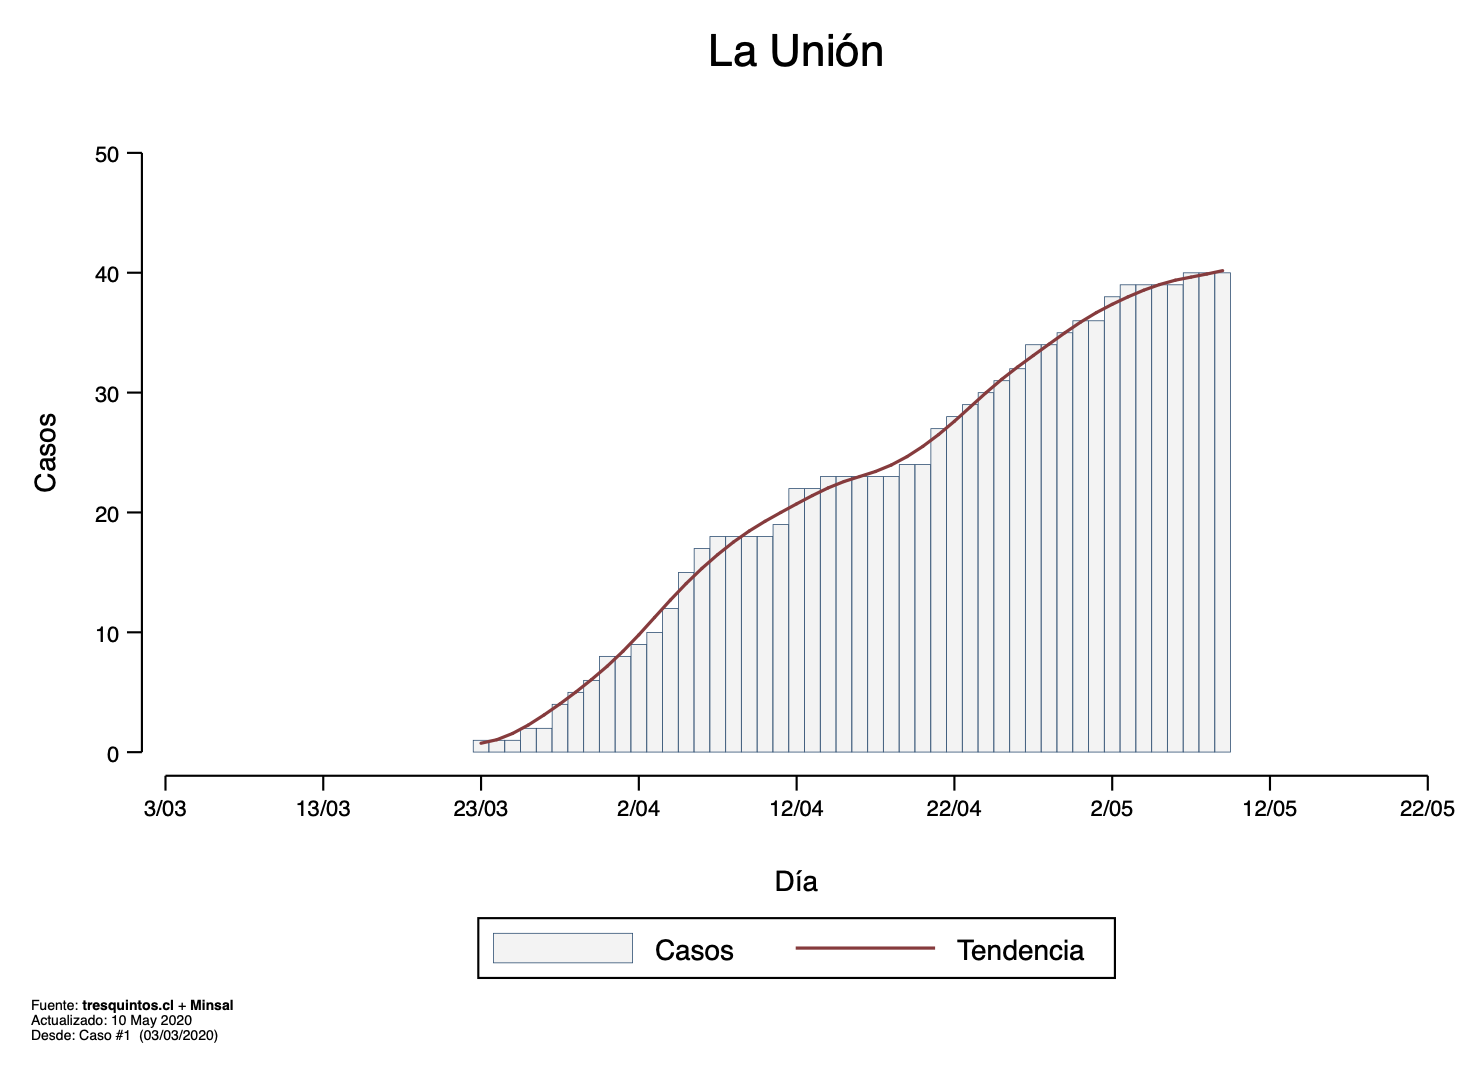 La Unión
50
40
30
20
10
0
Casos
3/03 13/03 23/03 2/04 12/04 22/04 2/05 12/05 22/05
Día
Casos Tendencia
Fuente: tresquintos.cl + Minsal
Actualizado: 10 May 2020
Desde: Caso #1 (03/03/2020)